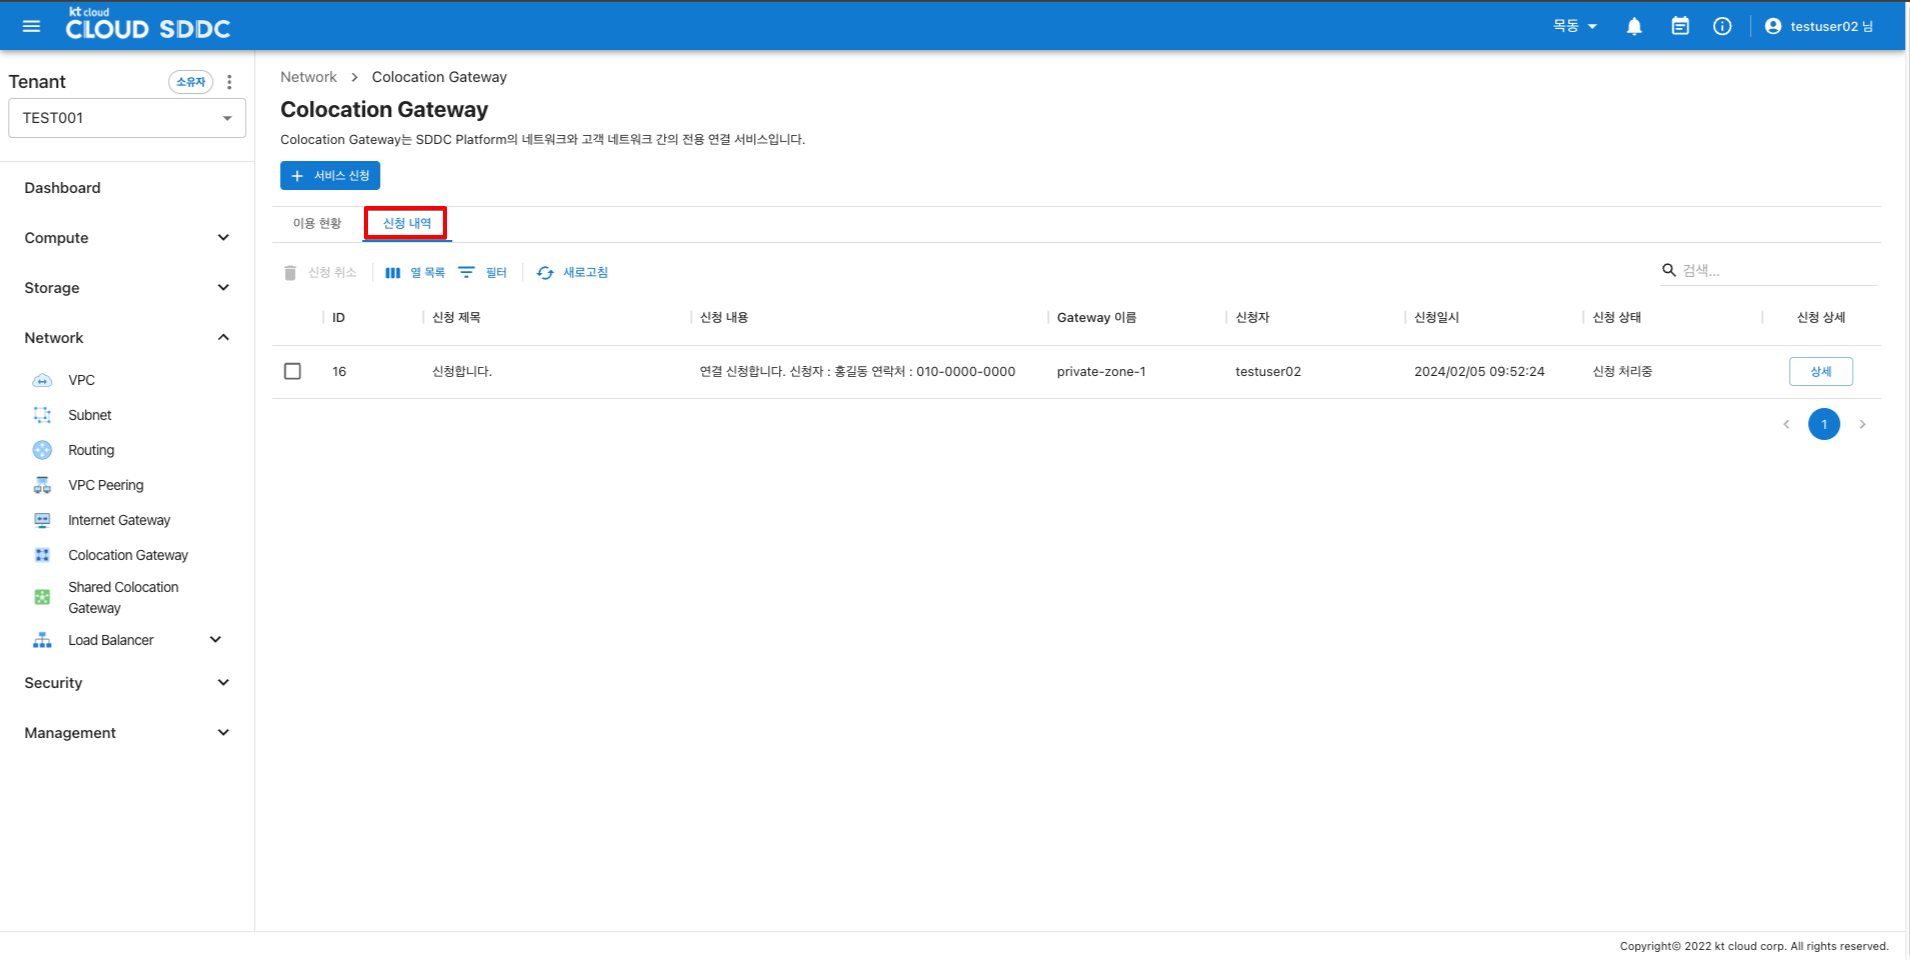 kt cloud
CLOUD SDDC
목동
testuser02 님
Tenant
소유자
TEST001
Dashboard
Compute
Storage
Network
VPC
Subnet
Routing
VPC Peering
Internet Gateway
Colocation Gateway
Shared Colocation
Gateway
Load Balancer
Security
Management
Network > Colocation Gateway
Colocation Gateway
Colocation Gateway는 SDDC Platform의 네트워크와 고객 네트워크 간의 전용 연결 서비스입니다.
+ 서비스 신청
이용 현황 신청 내역
신청 취소 열 목록 필터 새로고침
검색...
ID 신청 제목 신청 내용 Gateway 이름 신청자 신청일시 신청 상태 신청 상세
16 신청합니다. 연결 신청합니다. 신청자 : 홍길동 연락처 : 010-0000-0000 private-zone-1 testuser02 2024/02/05 09:52:24 신청 처리중 상세
< 1 >
Copyright© 2022 kt cloud corp. All rights reserved.